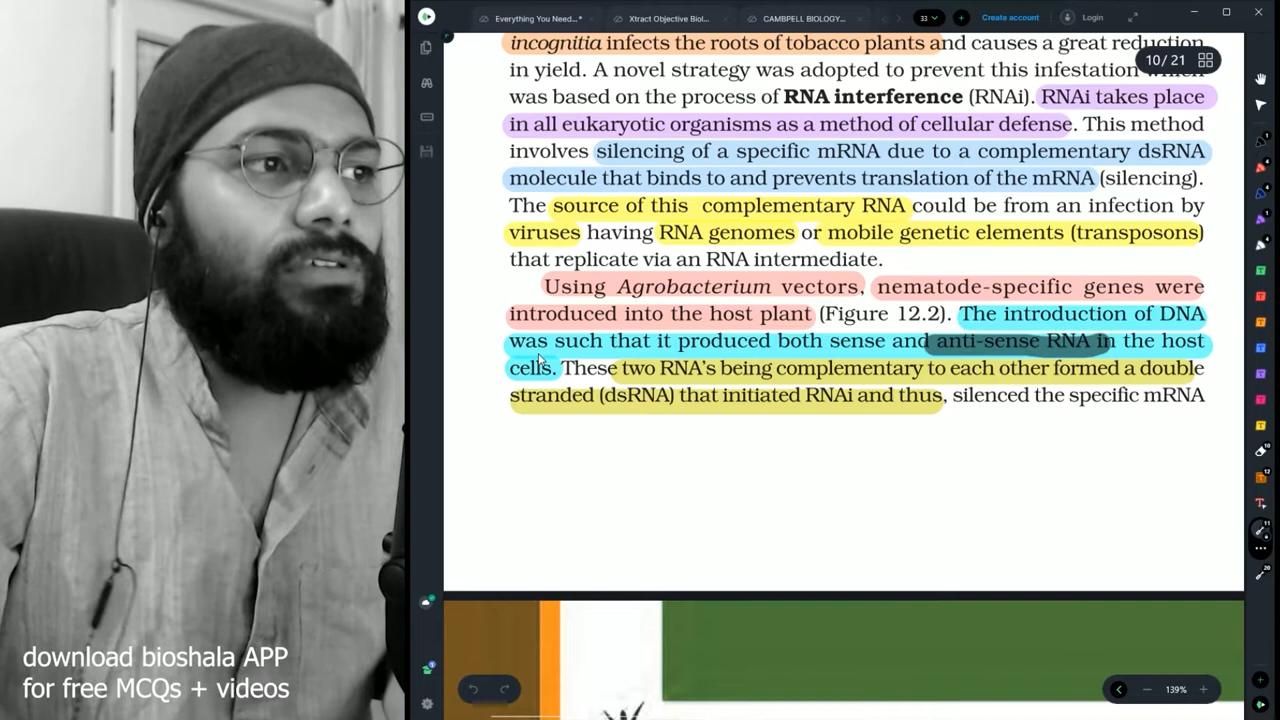 Everything You Need...*
Xtract Objective Biol...
CAMPBELL BIOLOGY...
33
Create account
Login
10/ 21
incognitia infects the roots of tobacco plants and causes a great reduction
in yield. A novel strategy was adopted to prevent this infestation which
was based on the process of RNA interference (RNAi). RNAi takes place
in all eukaryotic organisms as a method of cellular defense. This method
involves silencing of a specific mRNA due to a complementary dsRNA
molecule that binds to and prevents translation of the mRNA (silencing).
The source of this complementary RNA could be from an infection by
viruses having RNA genomes or mobile genetic elements (transposons)
that replicate via an RNA intermediate.
Using Agrobacterium vectors, nematode-specific genes were
introduced into the host plant (Figure 12.2). The introduction of DNA
was such that it produced both sense and anti-sense RNA in the host
cells. These two RNA's being complementary to each other formed a double
stranded (dsRNA) that initiated RNAi and thus, silenced the specific mRNA
139%
download bioshala APP
for free MCQs + videos